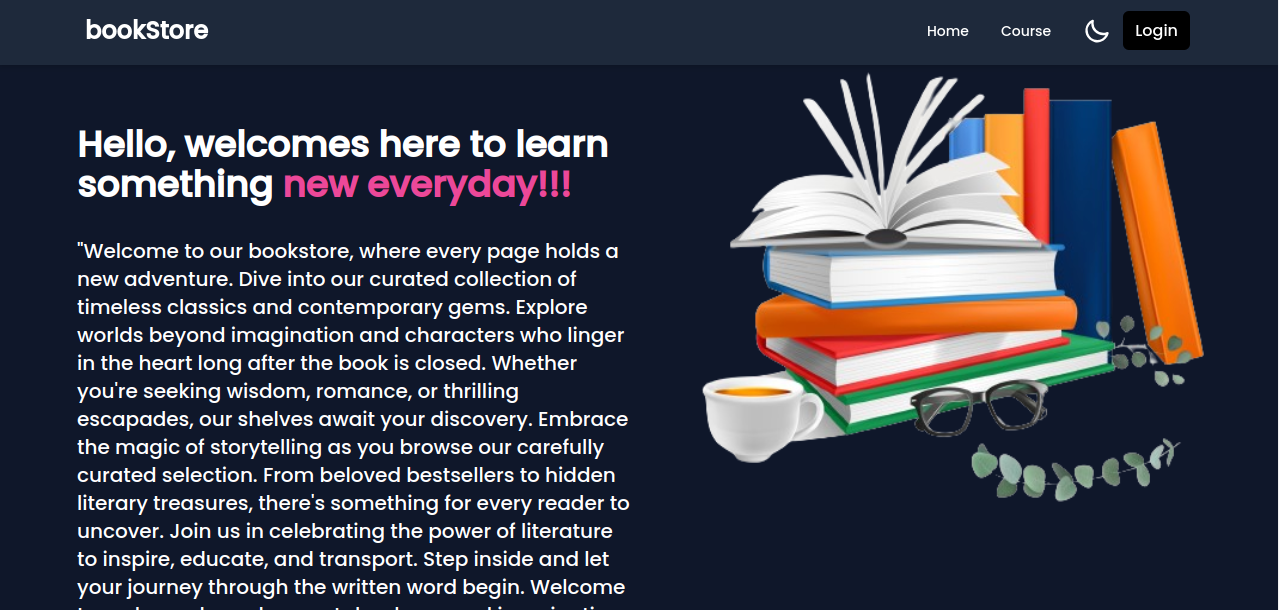 bookStore
Home
Course
Login
Hello, welcomes here to learn
something new everyday!!!
"Welcome to our bookstore, where every page holds a
new adventure. Dive into our curated collection of
timeless classics and contemporary gems. Explore
worlds beyond imagination and characters who linger
in the heart long after the book is closed. Whether
you're seeking wisdom, romance, or thrilling
escapades, our shelves await your discovery. Embrace
the magic of storytelling as you browse our carefully
curated selection. From beloved bestsellers to hidden
literary treasures, there's something for every reader to
uncover. Join us in celebrating the power of literature
to inspire, educate, and transport. Step inside and let
your journey through the written word begin. Welcome